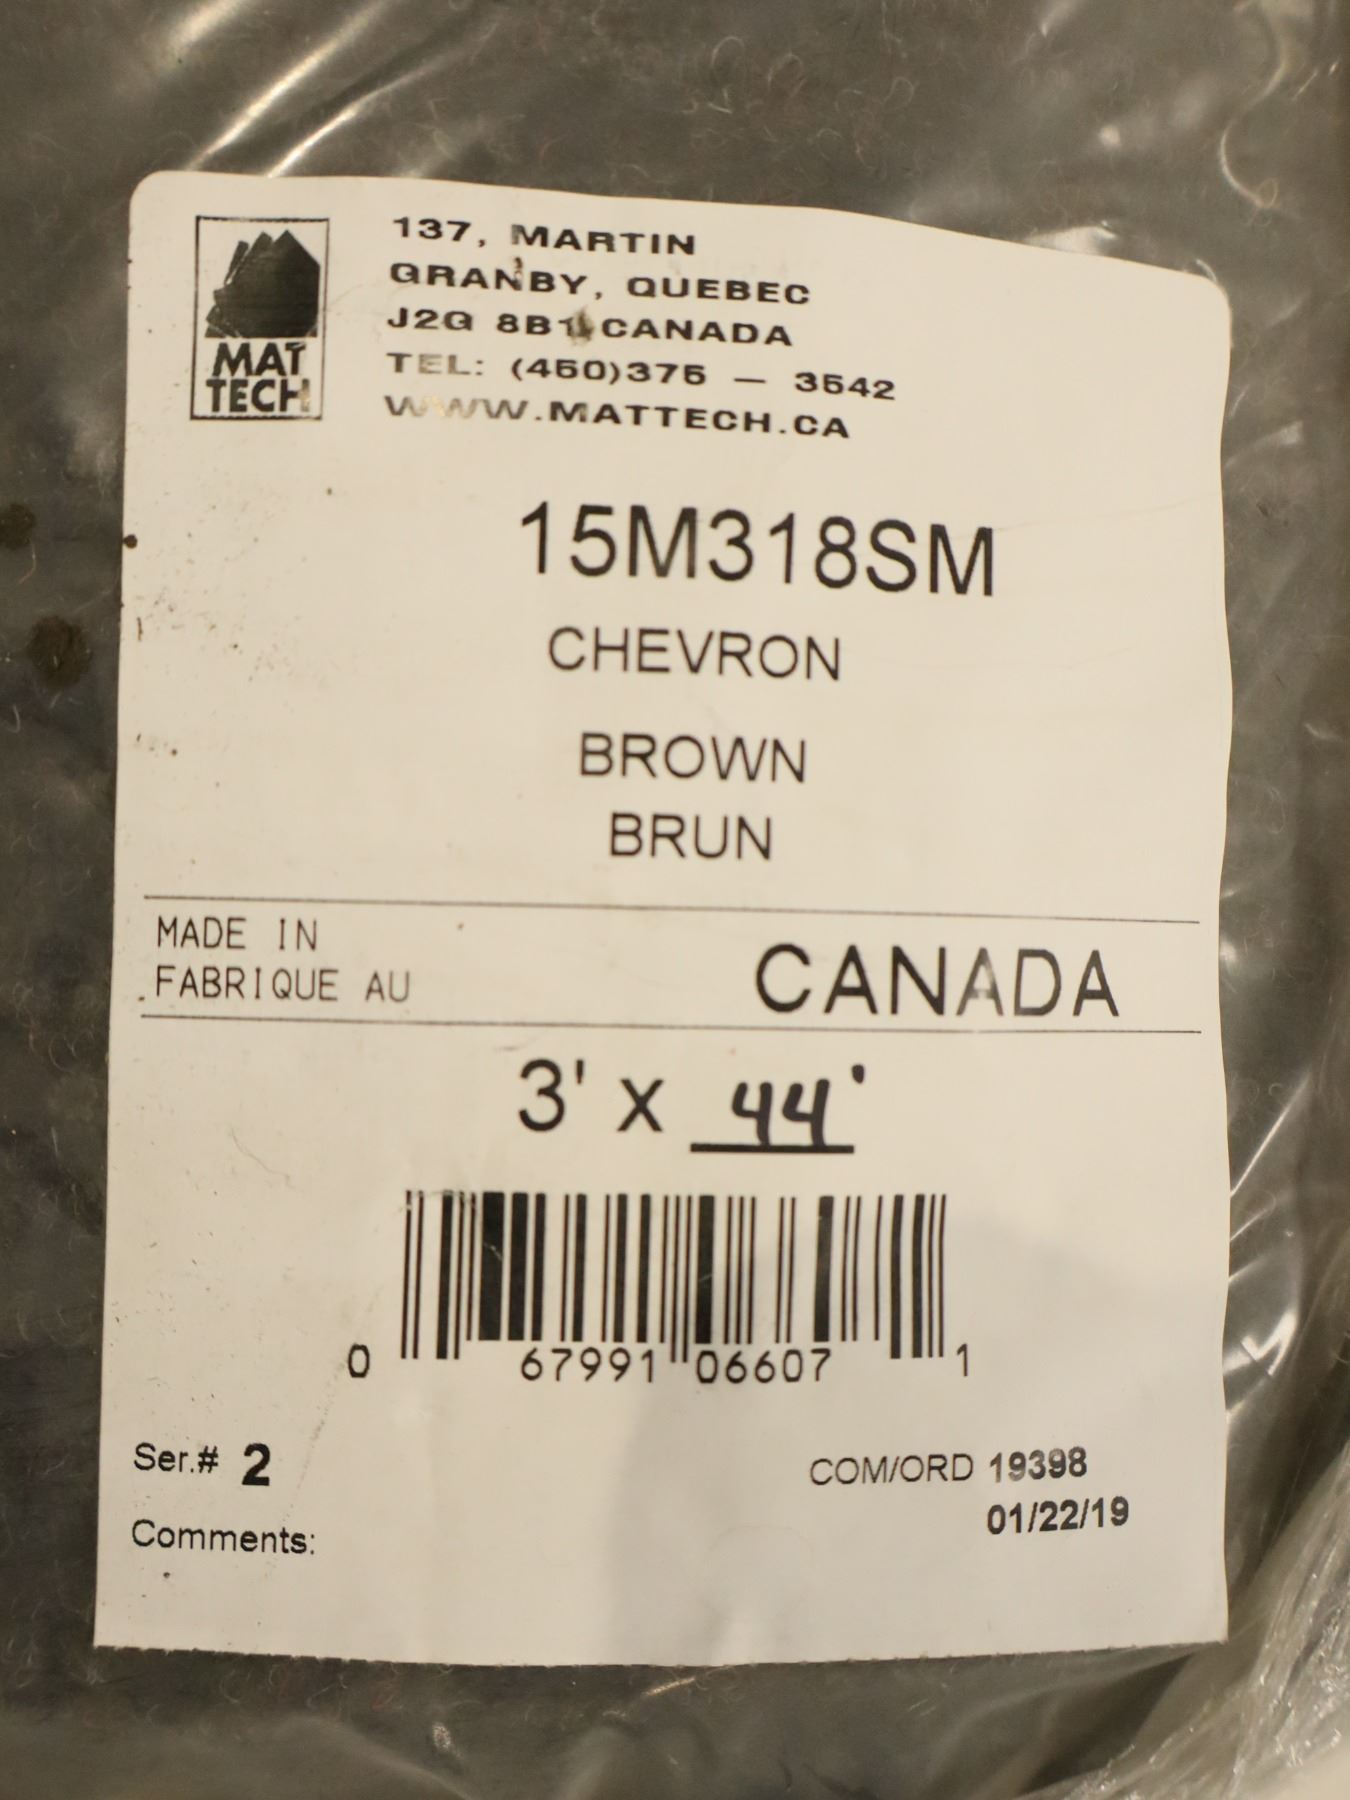 MAT
TECH
137, MARTIN
GRANBY, QUEBEC
J2G 8B1, CANADA
TEL: (450)375 – 3542
WWW.MATTECH.CA
15M318SM
CHEVRON
BROWN
BRUN
MADE IN
FABRIQUE AU
CANADA
3' x 44'
0 67991 06607 1
Ser.# 2
COM/ORD 19398
01/22/19
Comments: